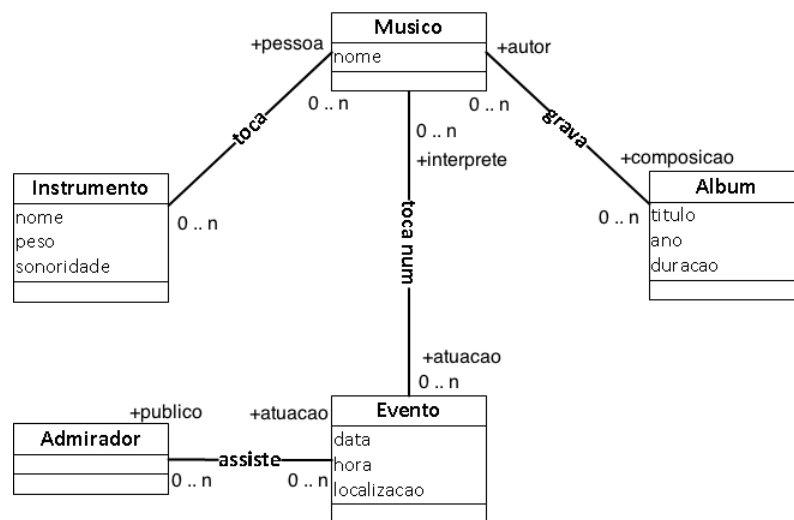 Musico
+pessoa
nome
+autor
0 .. n
0 .. n
0 .. n
toca
grava
+interprete
+composicao
Instrumento
Album
nome
0 .. n
0 .. n
titulo
peso
ano
sonoridade
toca num
duracao
+atuacao
0 .. n
+publico
+atuacao
Evento
Admirador
data
assiste
hora
0 .. n
0 .. n
localizacao